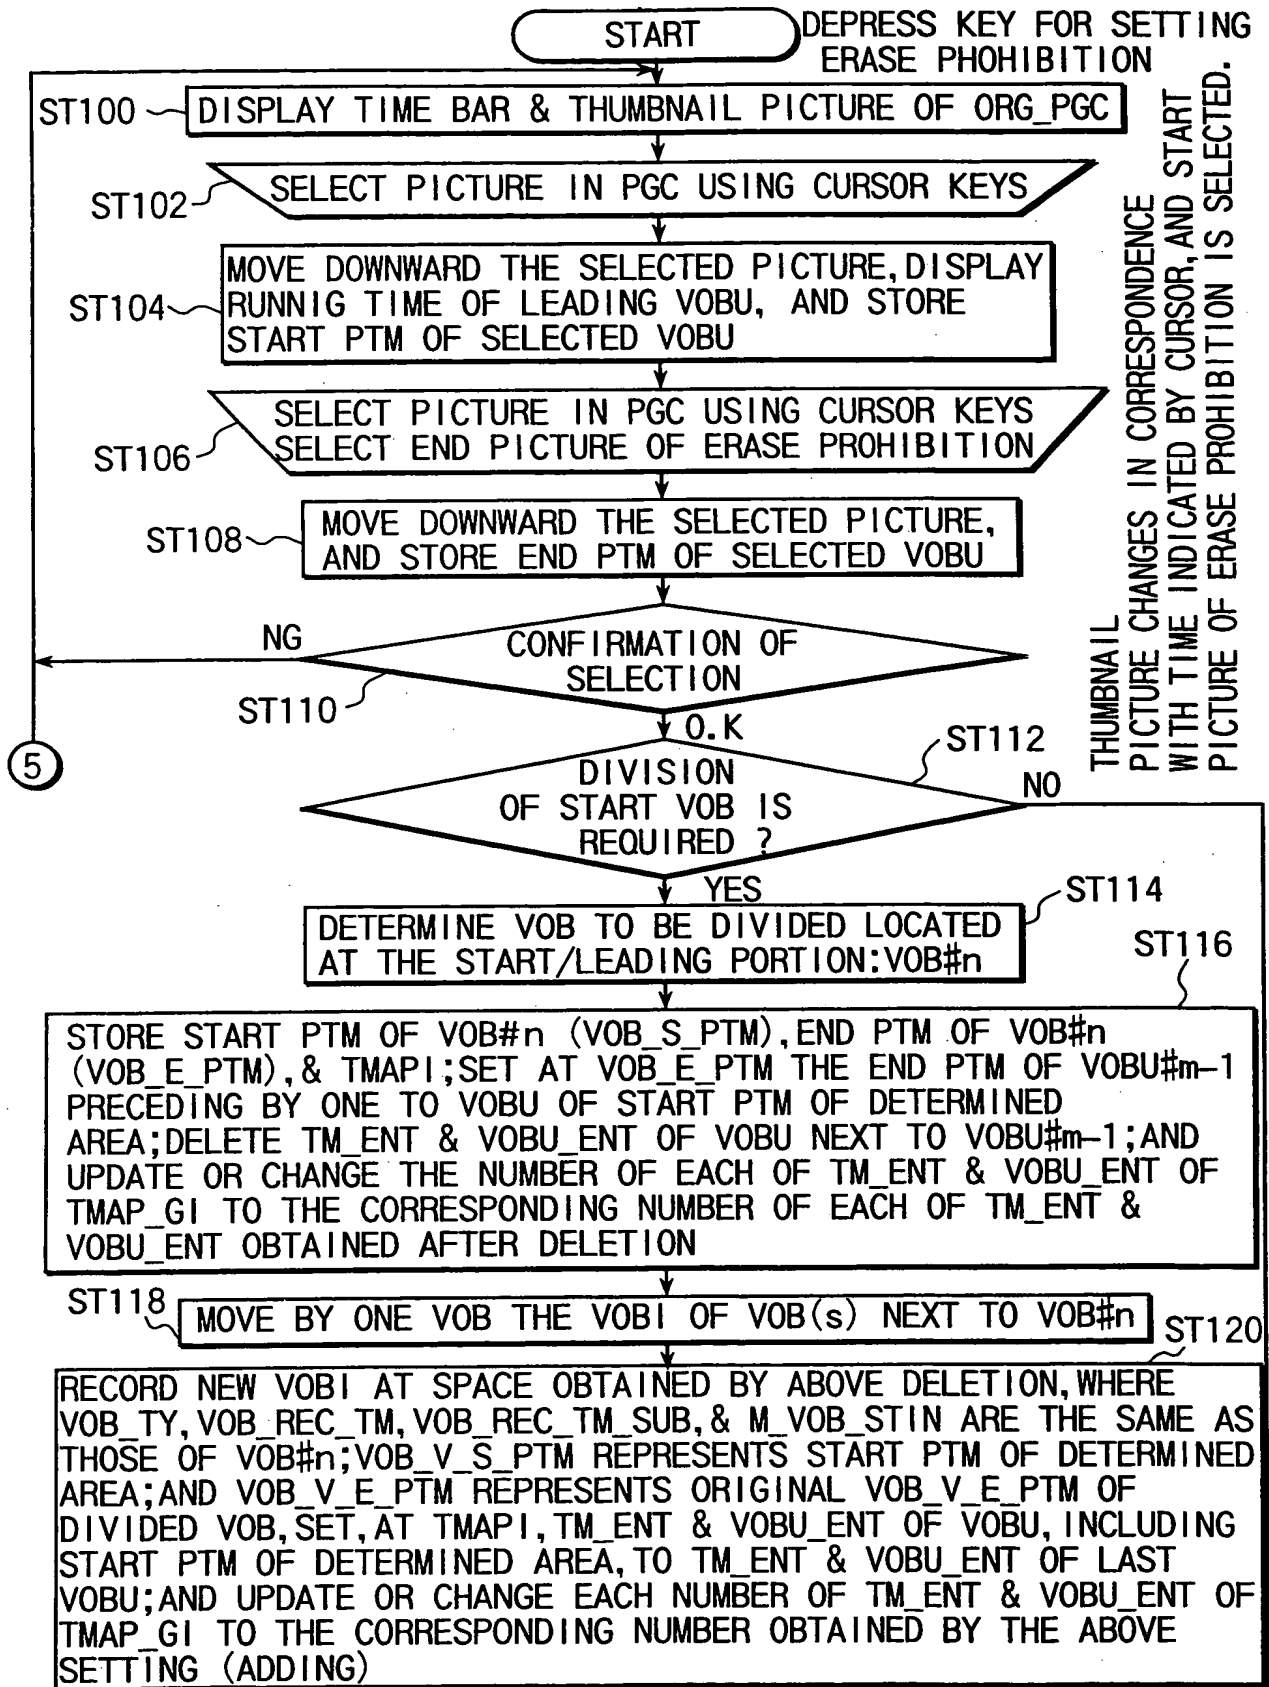 START
DEPRESS KEY FOR SETTING
ERASE PHOHIBITION
ST100
DISPLAY TIME BAR & THUMBNAIL PICTURE OF ORG_PGC
ST102
SELECT PICTURE IN PGC USING CURSOR KEYS
THUMBNAIL
PICTURE CHANGES IN CORRESPONDENCE
WITH TIME INDICATED BY CURSOR, AND START
PICTURE OF ERASE PROHIBITION IS SELECTED.
ST104
MOVE DOWNWARD THE SELECTED PICTURE, DISPLAY
RUNNIG TIME OF LEADING VOBU, AND STORE
START PTM OF SELECTED VOBU
ST106
SELECT PICTURE IN PGC USING CURSOR KEYS
SELECT END PICTURE OF ERASE PROHIBITION
ST108
MOVE DOWNWARD THE SELECTED PICTURE,
AND STORE END PTM OF SELECTED VOBU
NG
CONFIRMATION OF
SELECTION
ST110
O.K
5
ST112
DIVISION
OF START VOB IS
REQUIRED ?
NO
YES
ST114
DETERMINE VOB TO BE DIVIDED LOCATED
AT THE START/LEADING PORTION:VOB#n
ST116
STORE START PTM OF VOB#n (VOB_S_PTM), END PTM OF VOB#n
(VOB_E_PTM), & TMAPI;SET AT VOB_E_PTM THE END PTM OF VOBU#m-1
PRECEDING BY ONE TO VOBU OF START PTM OF DETERMINED
AREA;DELETE TM_ENT & VOBU_ENT OF VOBU NEXT TO VOBU#m-1;AND
UPDATE OR CHANGE THE NUMBER OF EACH OF TM_ENT & VOBU_ENT OF
TMAP_GI TO THE CORRESPONDING NUMBER OF EACH OF TM_ENT &
VOBU_ENT OBTAINED AFTER DELETION
ST118
MOVE BY ONE VOB THE VOBI OF VOB(s) NEXT TO VOB#n
ST120
RECORD NEW VOBI AT SPACE OBTAINED BY ABOVE DELETION, WHERE
VOB_TY, VOB_REC_TM, VOB_REC_TM_SUB, & M_VOB_STIN ARE THE SAME AS
THOSE OF VOB#n;VOB_V_S_PTM REPRESENTS START PTM OF DETERMINED
AREA;AND VOB_V_E_PTM REPRESENTS ORIGINAL VOB_V_E_PTM OF
DIVIDED VOB, SET, AT TMAPI, TM_ENT & VOBU_ENT OF VOBU, INCLUDING
START PTM OF DETERMINED AREA, TO TM_ENT & VOBU_ENT OF LAST
VOBU;AND UPDATE OR CHANGE EACH NUMBER OF TM_ENT & VOBU_ENT OF
TMAP_GI TO THE CORRESPONDING NUMBER OBTAINED BY THE ABOVE
SETTING (ADDING)